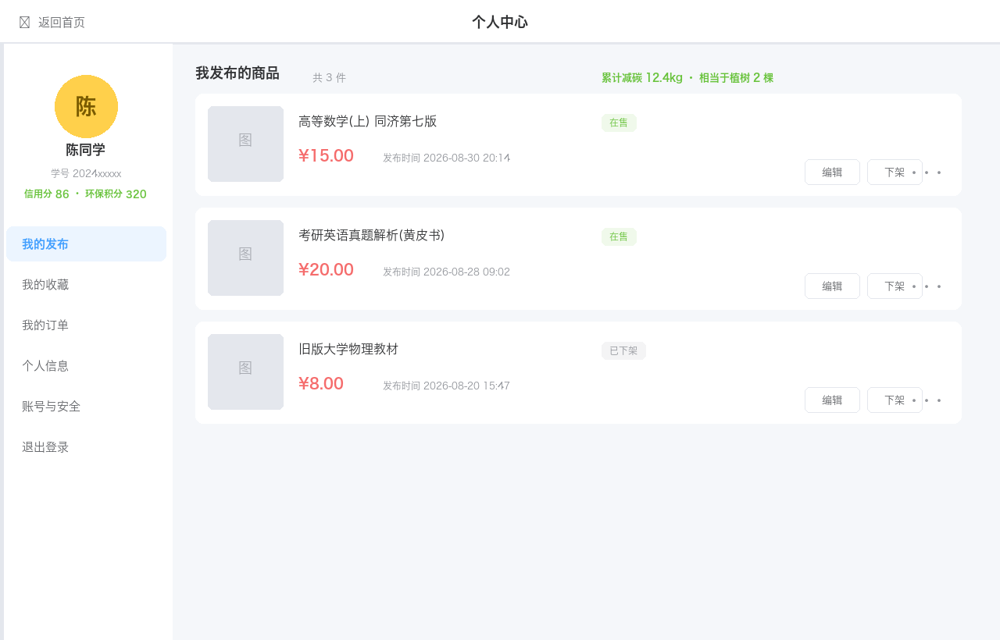 返回首页
个人中心
陈
陈同学
学号 2024xxxxx
信用分 86 · 环保积分 320
我的发布
我的收藏
我的订单
个人信息
账号与安全
退出登录
我发布的商品 共 3 件 累计减碳 12.4kg · 相当于植树 2 棵
图
高等数学(上) 同济第七版 在售
¥15.00 发布时间 2026-08-30 20:14
编辑 下架
图
考研英语真题解析(黄皮书) 在售
¥20.00 发布时间 2026-08-28 09:02
编辑 下架
图
旧版大学物理教材 已下架
¥8.00 发布时间 2026-08-20 15:47
编辑 下架